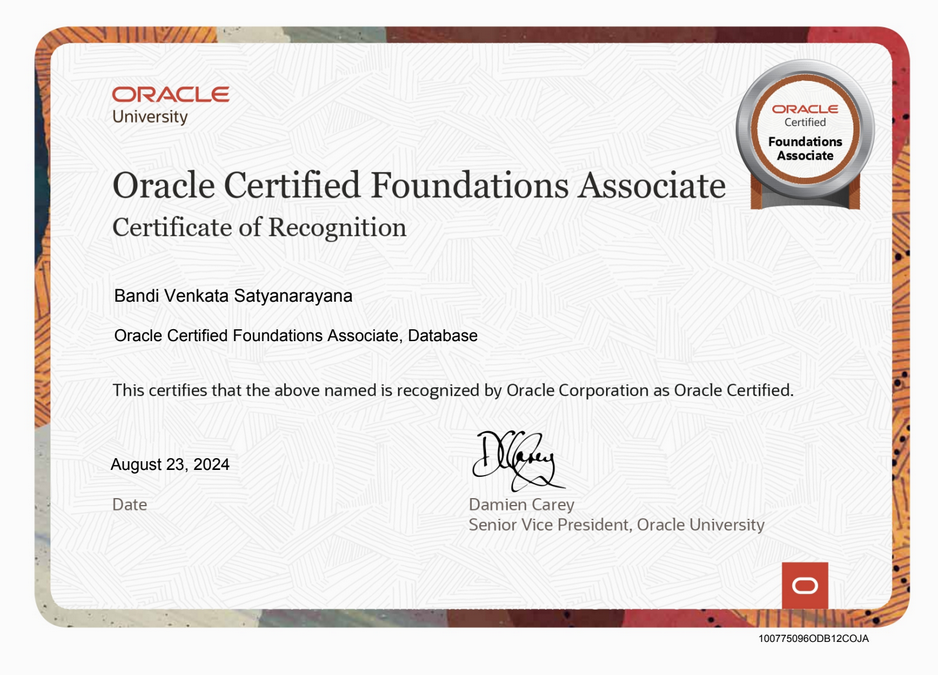 ORACLE
University
ORACLE
Certified
Foundations
Associate
Oracle Certified Foundations Associate
Certificate of Recognition
Bandi Venkata Satyanarayana
Oracle Certified Foundations Associate, Database
This certifies that the above named is recognized by Oracle Corporation as Oracle Certified.
August 23, 2024
Date
DCarey
Damien Carey
Senior Vice President, Oracle University
100775096ODB12COJA